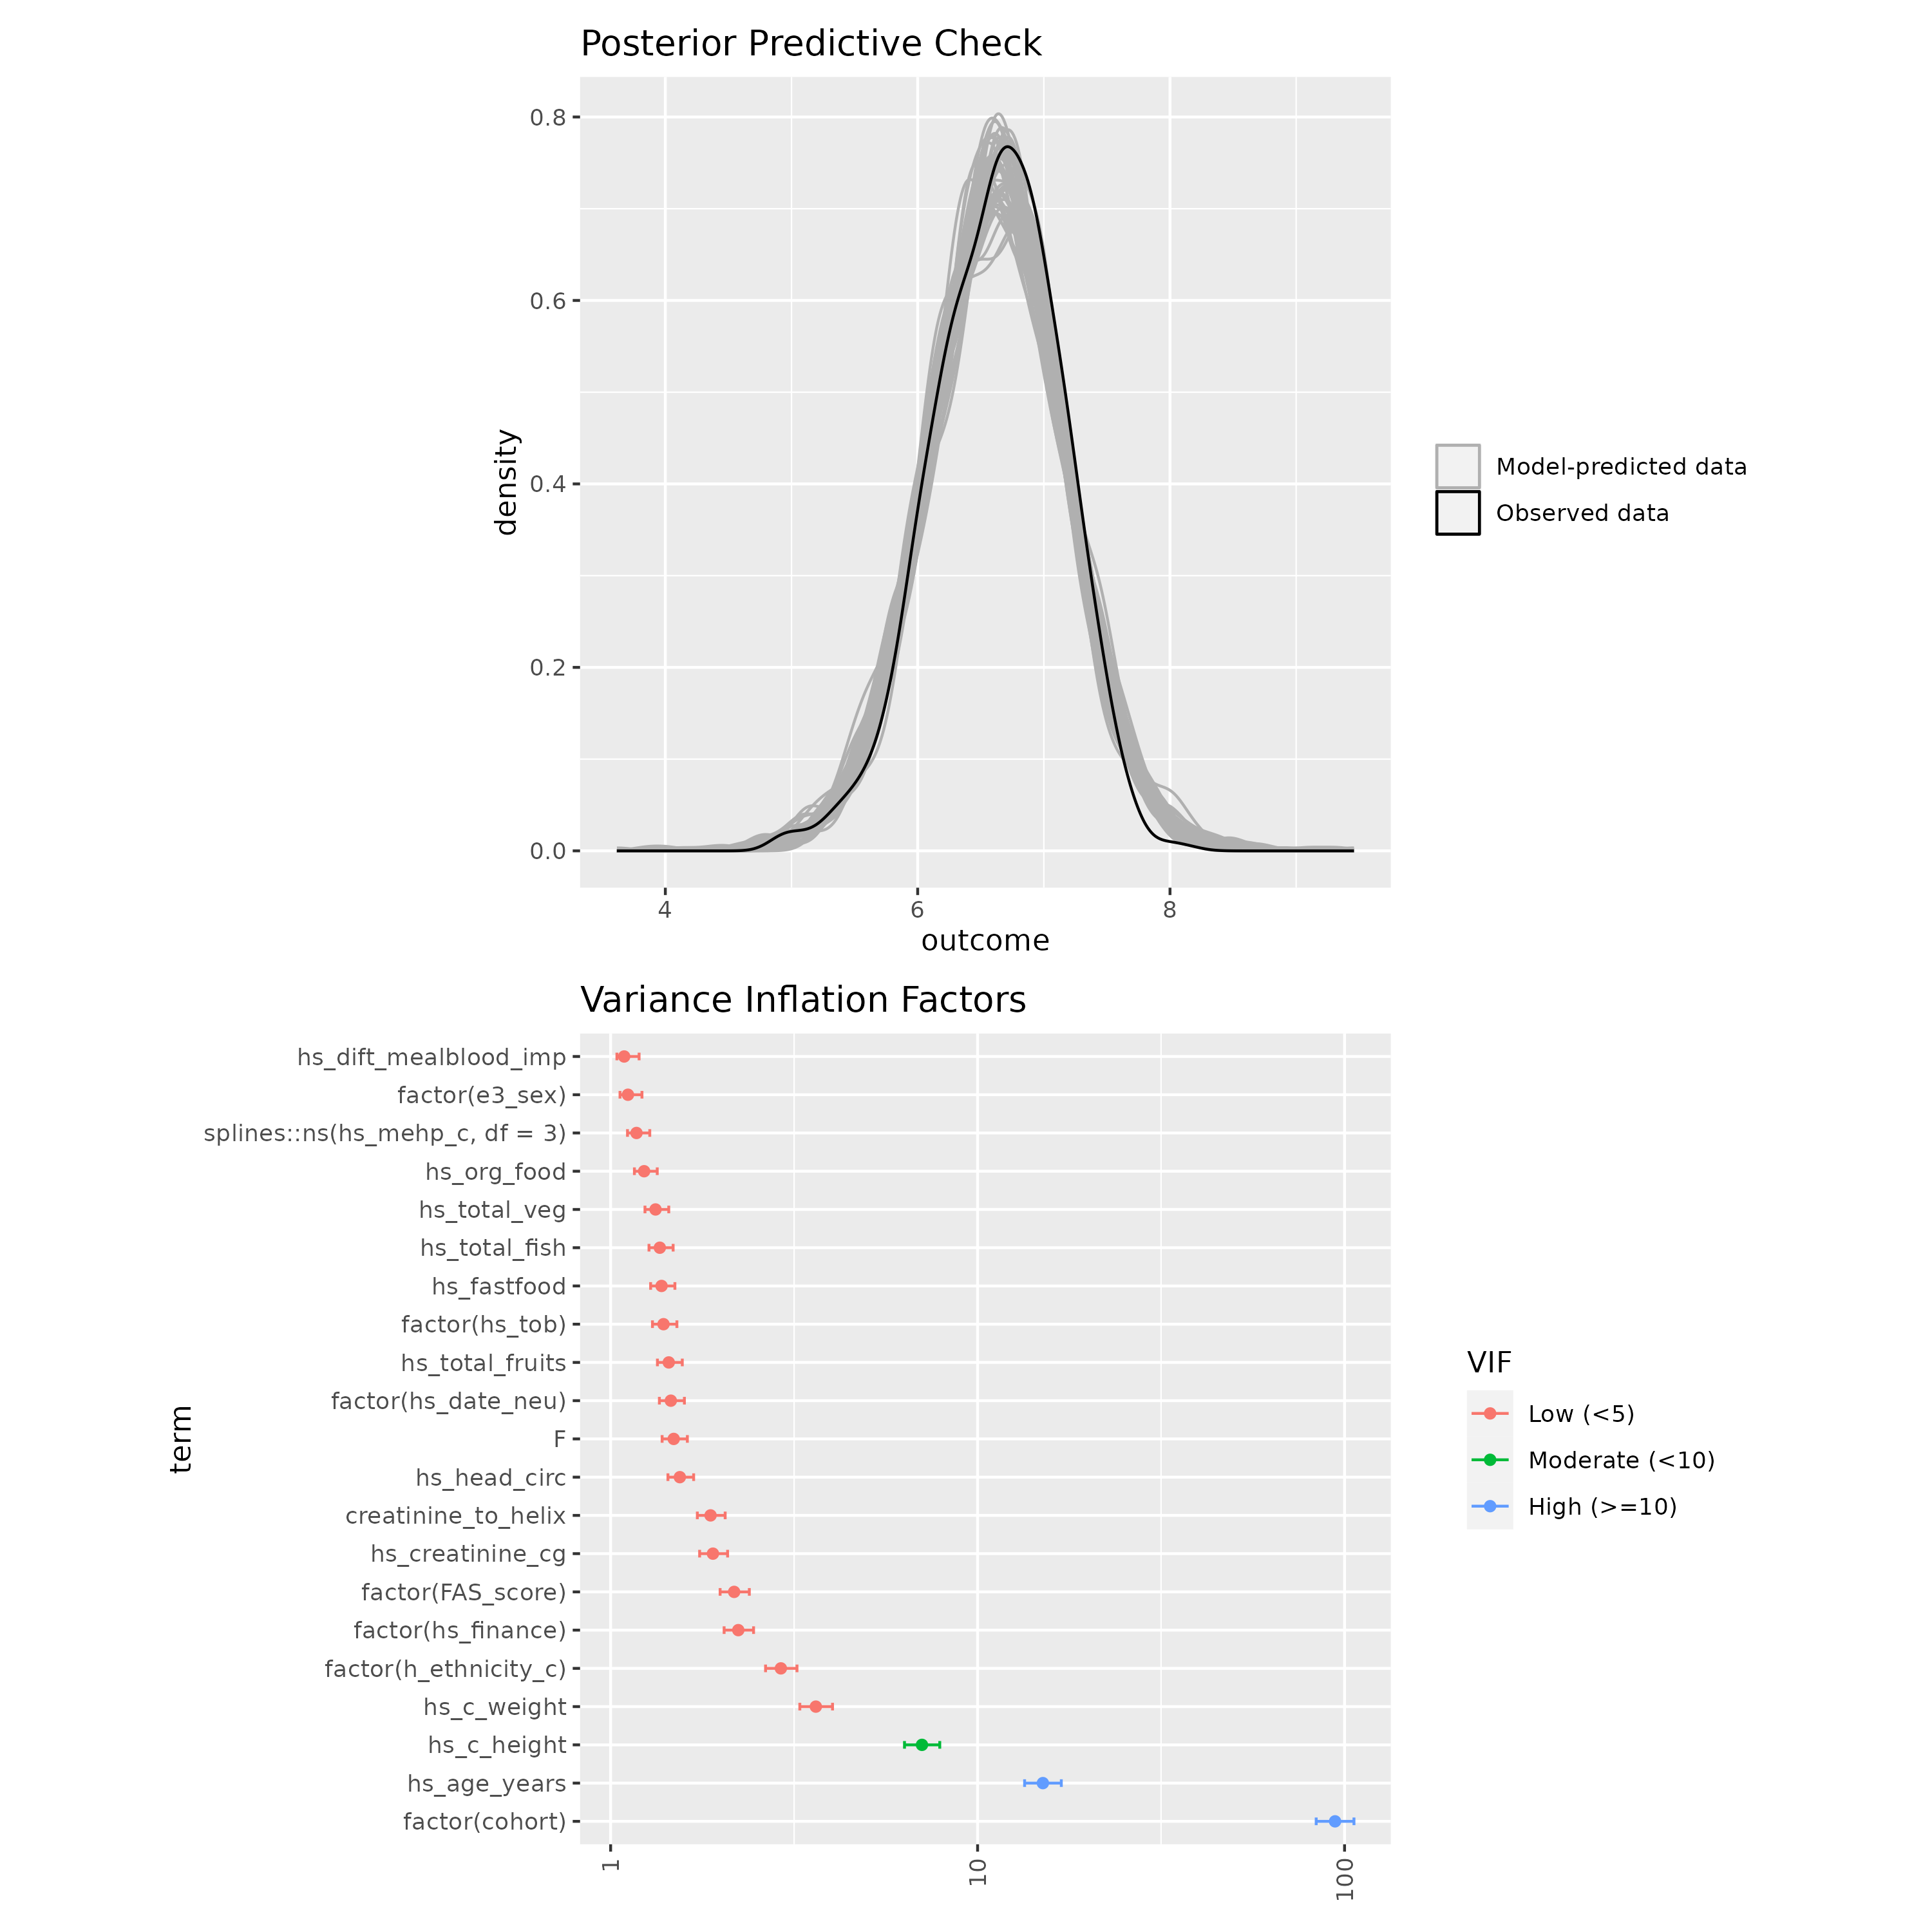 Posterior Predictive Check
0.8
0.6
0.4
0.2
0.0
density
4
6
8
outcome
Model-predicted data
Observed data
Variance Inflation Factors
hs_dift_mealblood_imp
factor(e3_sex)
splines::ns(hs_mehp_c, df = 3)
hs_org_food
hs_total_veg
hs_total_fish
hs_fastfood
factor(hs_tob)
hs_total_fruits
factor(hs_date_neu)
F
hs_head_circ
creatinine_to_helix
hs_creatinine_cg
factor(FAS_score)
factor(hs_finance)
factor(h_ethnicity_c)
hs_c_weight
hs_c_height
hs_age_years
factor(cohort)
term
1
10
100
VIF
Low (<5)
Moderate (<10)
High (>=10)